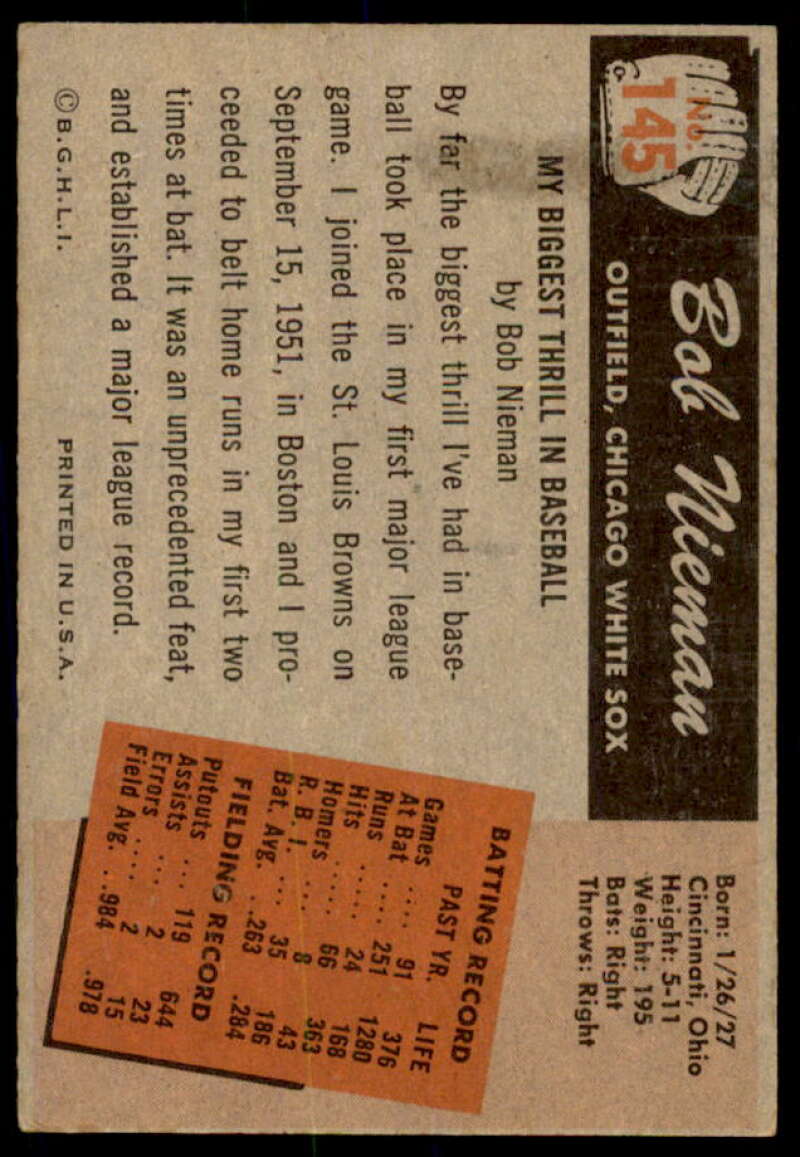 No.
145
Bob Nieman
OUTFIELD, CHICAGO WHITE SOX
MY BIGGEST THRILL IN BASEBALL
by Bob Nieman
By far the biggest thrill I've had in base-
ball took place in my first major league
game. I joined the St. Louis Browns on
September 15, 1951, in Boston and I pro-
ceeded to belt home runs in my first two
times at bat. It was an unprecedented feat,
and established a major league record.
© B.G.H.L.I. PRINTED IN U.S.A.
Born: 1/26/27
Cincinnati, Ohio
Height: 5-11
Weight: 195
Bats: Right
Throws: Right
BATTING RECORD
PAST YR. LIFE
Games .... 91 376
At Bat .... 251 1280
Runs ..... 24 168
Hits ..... 66 363
Homers .... 8 43
R. B. I. ... 35 186
Bat. Avg. ..263 .284
FIELDING RECORD
Putouts ... 119 644
Assists ... 2 23
Errors .... 2 15
Field Avg. ..984 .978